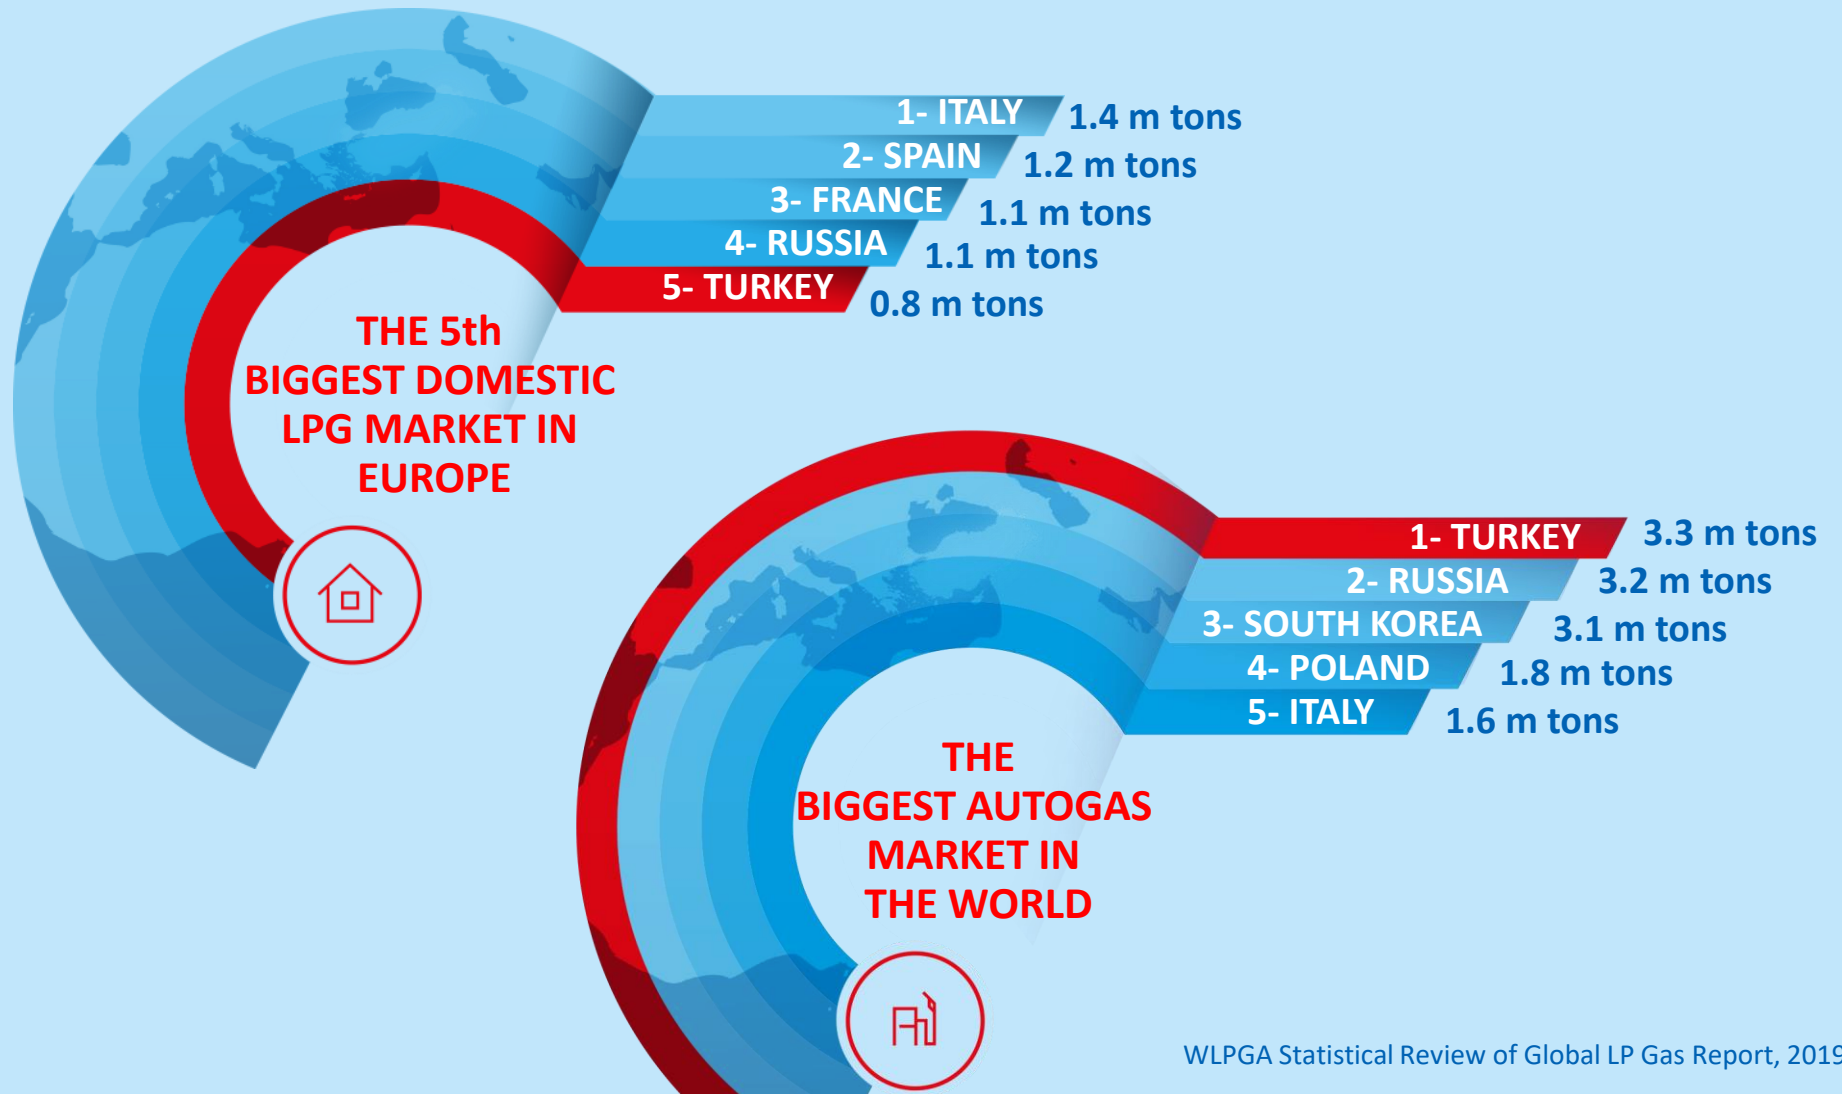 1- ITALY 1.4 m tons
2- SPAIN 1.2 m tons
3- FRANCE 1.1 m tons
4- RUSSIA 1.1 m tons
5- TURKEY 0.8 m tons
THE 5th
BIGGEST DOMESTIC
LPG MARKET IN
EUROPE
1- TURKEY 3.3 m tons
2- RUSSIA 3.2 m tons
3- SOUTH KOREA 3.1 m tons
4- POLAND 1.8 m tons
5- ITALY 1.6 m tons
THE
BIGGEST AUTOGAS
MARKET IN
THE WORLD
WLPGA Statistical Review of Global LP Gas Report, 2019